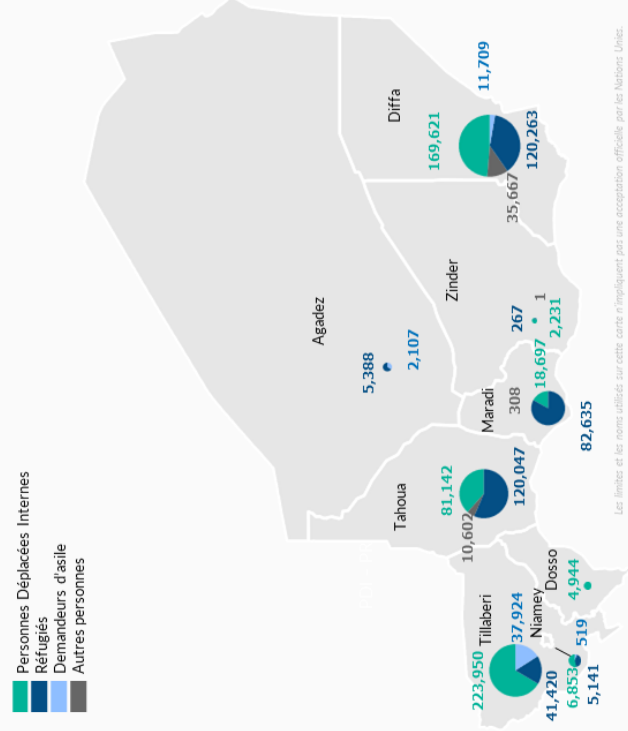 Personnes Déplacées Internes
Réfugiés
Demandeurs d'asile
Autres personnes
Agadez
5,388
2,107
Diffa
169,621
11,709
120,263
35,667
Zinder
267
1
2,231
Maradi
308
18,697
82,635
Tahoua
81,142
10,602
120,047
Tillaberi
223,950
37,924
41,420
Niamey
6,853
519
5,141
Dosso
4,944
Les limites et les noms utilisés sur cette carte n'impliquent pas une acceptation officielle par les Nations Unies.